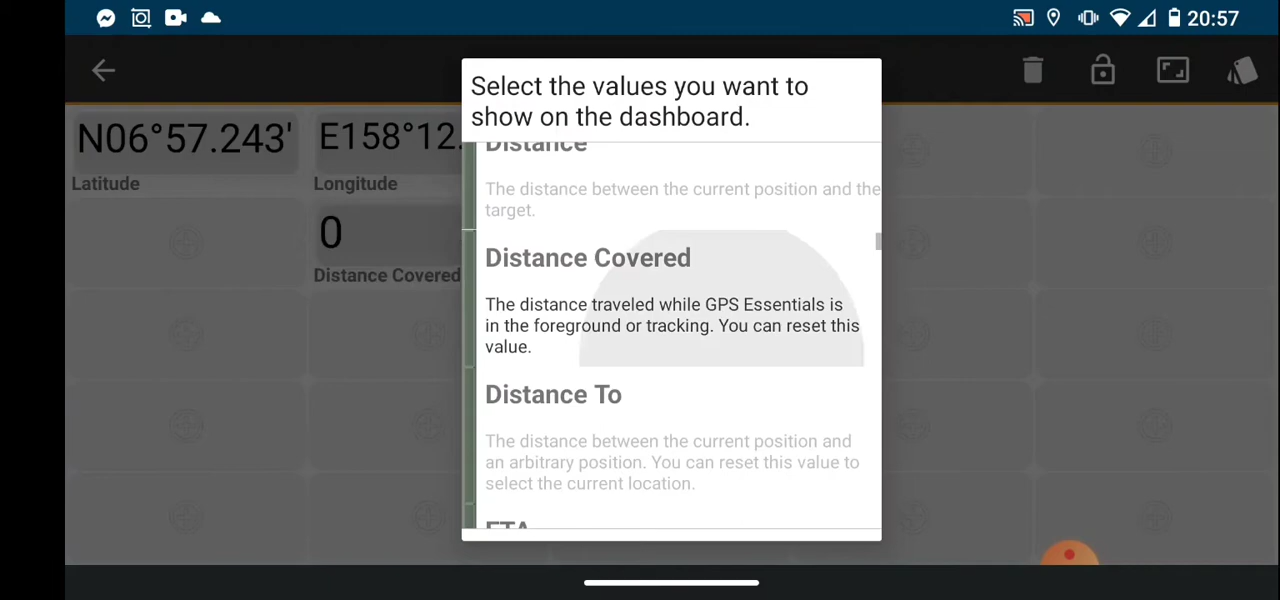 20:57
Select the values you want to
show on the dashboard.
N06°57.243'
E158°12.
Latitude
Longitude
0
Distance Covered
Distance
The distance between the current position and the
target.
Distance Covered
The distance traveled while GPS Essentials is
in the foreground or tracking. You can reset this
value.
Distance To
The distance between the current position and
an arbitrary position. You can reset this value to
select the current location.
ETA